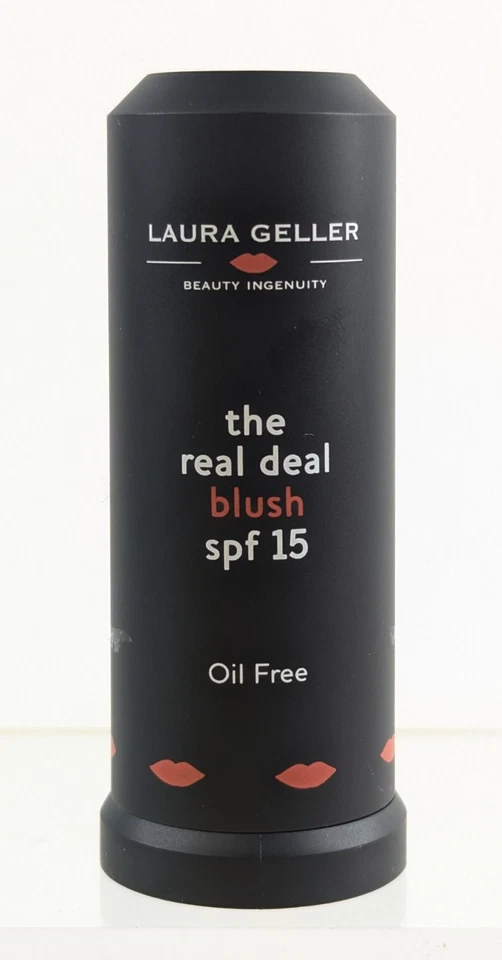 LAURA GELLER
BEAUTY INGENUITY
the
real deal
blush
spf 15
Oil Free